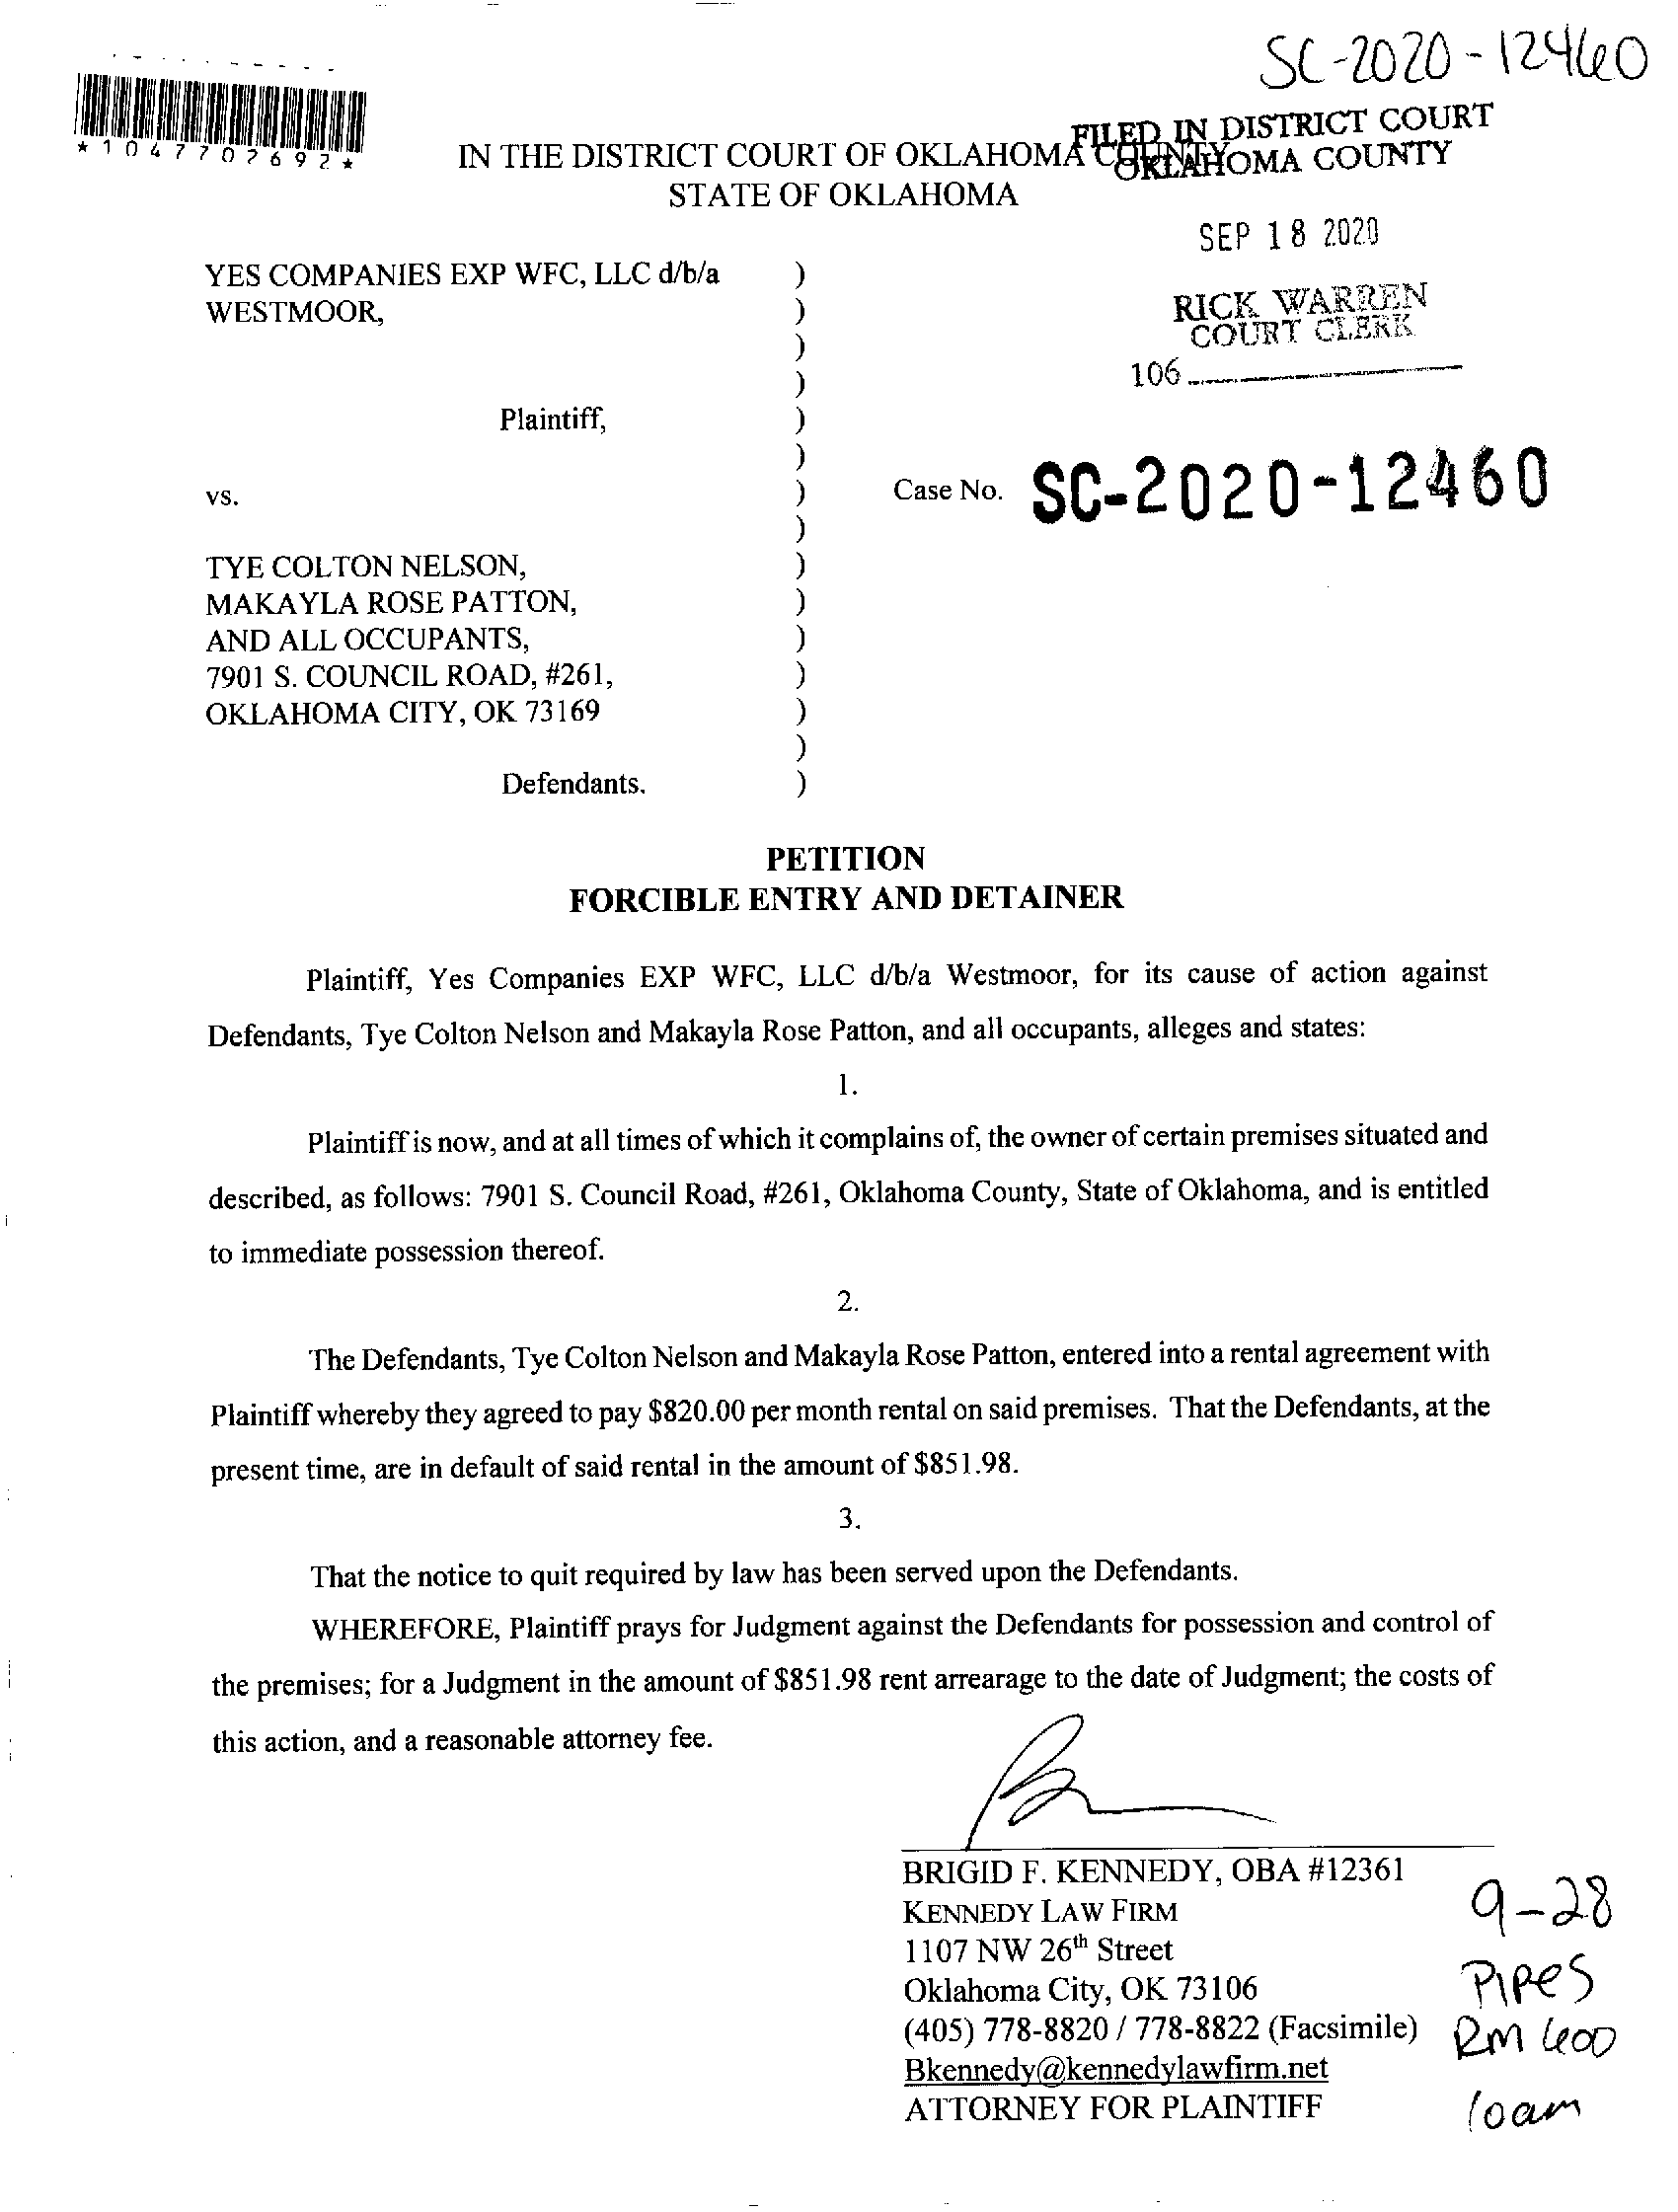 SC-2020-12460
*1047707692*
FILED IN DISTRICT COURT
OKLAHOMA COUNTY
IN THE DISTRICT COURT OF OKLAHOMA COUNTY
STATE OF OKLAHOMA
SEP 18 2020
RICK WARREN
COURT CLERK
106
YES COMPANIES EXP WFC, LLC d/b/a )
WESTMOOR, )
)
)
Plaintiff, )
)
vs. ) Case No. SC-2020-12460
)
TYE COLTON NELSON, )
MAKAYLA ROSE PATTON, )
AND ALL OCCUPANTS, )
7901 S. COUNCIL ROAD, #261, )
OKLAHOMA CITY, OK 73169 )
)
Defendants. )
PETITION
FORCIBLE ENTRY AND DETAINER
Plaintiff, Yes Companies EXP WFC, LLC d/b/a Westmoor, for its cause of action against
Defendants, Tye Colton Nelson and Makayla Rose Patton, and all occupants, alleges and states:
1.
Plaintiff is now, and at all times of which it complains of, the owner of certain premises situated and
described, as follows: 7901 S. Council Road, #261, Oklahoma County, State of Oklahoma, and is entitled
to immediate possession thereof.
2.
The Defendants, Tye Colton Nelson and Makayla Rose Patton, entered into a rental agreement with
Plaintiff whereby they agreed to pay $820.00 per month rental on said premises. That the Defendants, at the
present time, are in default of said rental in the amount of $851.98.
3.
That the notice to quit required by law has been served upon the Defendants.
WHEREFORE, Plaintiff prays for Judgment against the Defendants for possession and control of
the premises; for a Judgment in the amount of $851.98 rent arrearage to the date of Judgment; the costs of
this action, and a reasonable attorney fee.
BRIGID F. KENNEDY, OBA #12361
KENNEDY LAW FIRM
1107 NW 26th Street
Oklahoma City, OK 73106
(405) 778-8820 / 778-8822 (Facsimile)
Bkennedy@kennedylawfirm.net
ATTORNEY FOR PLAINTIFF
9-28
PIPES
RM 600
10am